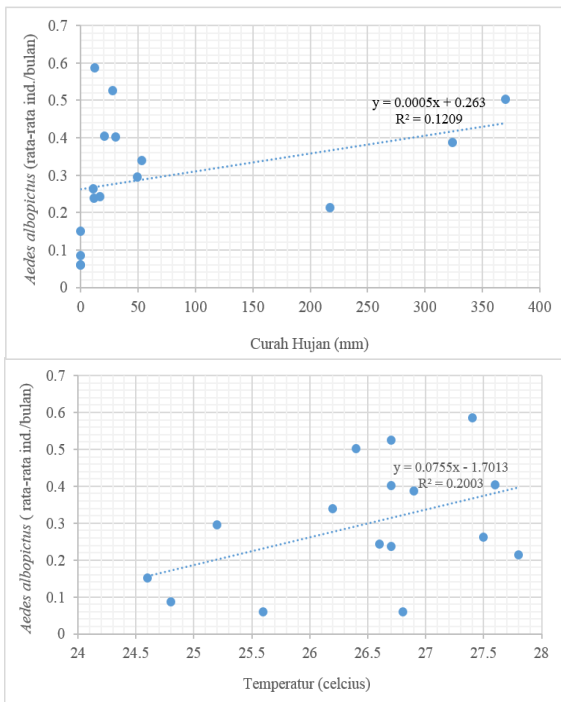 0.7
0.6
0.5
0.4
0.3
0.2
0.1
0
Aedes albopictus (rata-rata ind./bulan)
y = 0.0005x + 0.263
R² = 0.1209
0 50 100 150 200 250 300 350 400
Curah Hujan (mm)
0.7
0.6
0.5
0.4
0.3
0.2
0.1
0
Aedes albopictus ( rata-rata ind./bulan)
y = 0.0755x - 1.7013
R² = 0.2003
24 24.5 25 25.5 26 26.5 27 27.5 28
Temperatur (celcius)